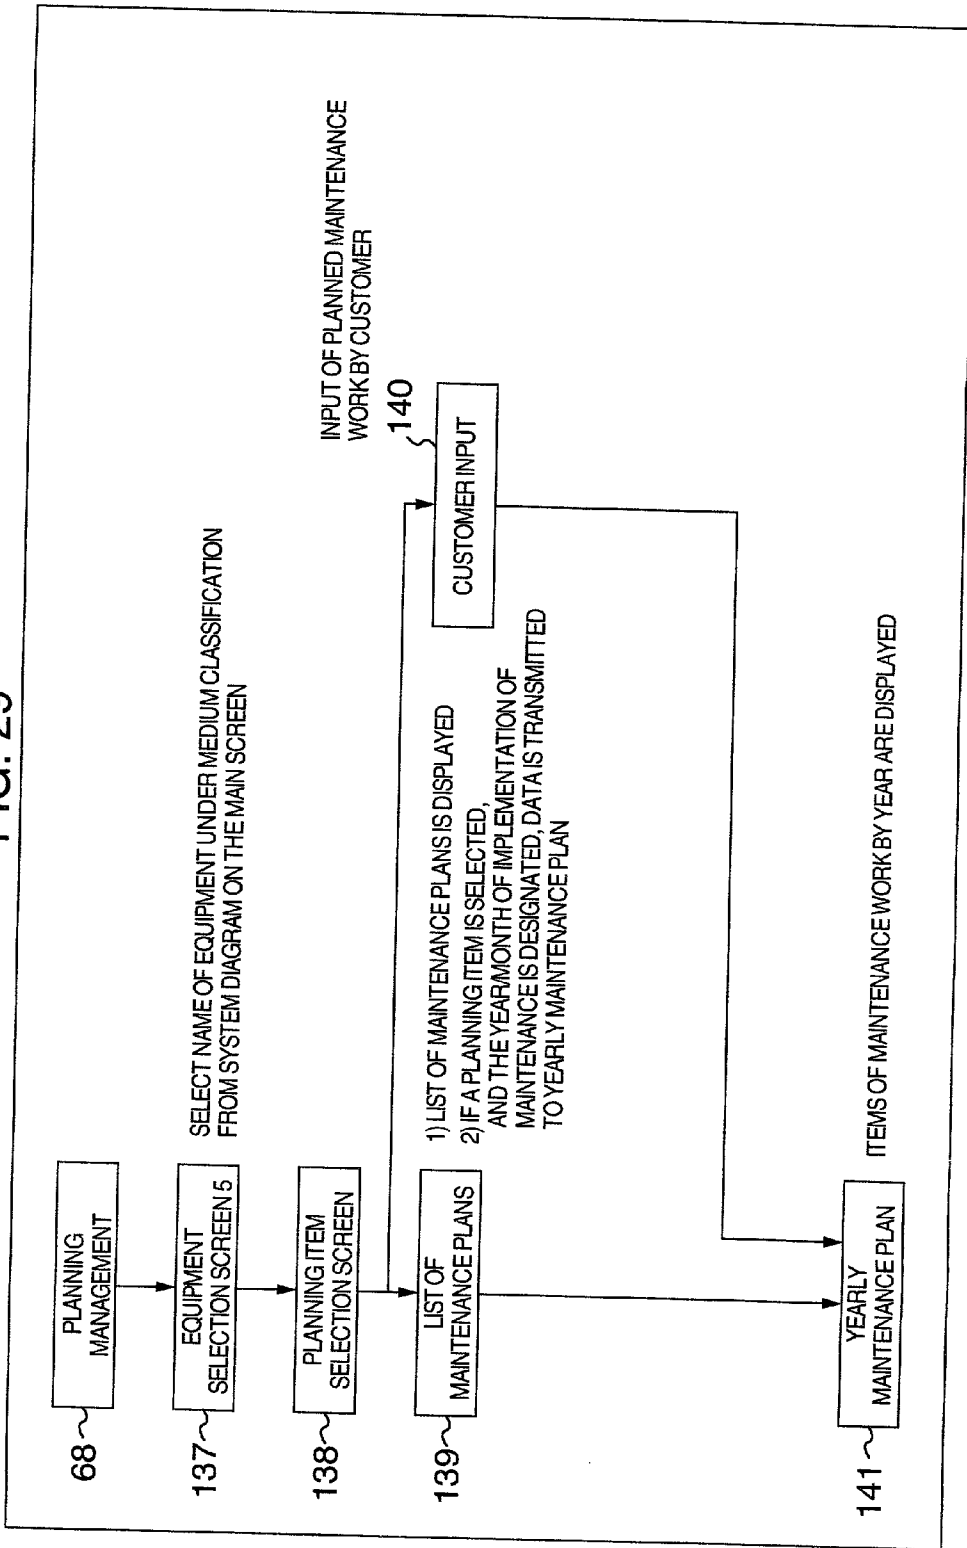 68
PLANNING
MANAGEMENT
137
EQUIPMENT
SELECTION SCREEN 5
SELECT NAME OF EQUIPMENT UNDER MEDIUM CLASSIFICATION
FROM SYSTEM DIAGRAM ON THE MAIN SCREEN
138
PLANNING ITEM
SELECTION SCREEN
INPUT OF PLANNED MAINTENANCE
WORK BY CUSTOMER
139
LIST OF
MAINTENANCE PLANS
1) LIST OF MAINTENANCE PLANS IS DISPLAYED
2) IF A PLANNING ITEM IS SELECTED,
AND THE YEAR/MONTH OF IMPLEMENTATION OF
MAINTENANCE IS DESIGNATED, DATA IS TRANSMITTED
TO YEARLY MAINTENANCE PLAN
140
CUSTOMER INPUT
141
YEARLY
MAINTENANCE PLAN
ITEMS OF MAINTENANCE WORK BY YEAR ARE DISPLAYED